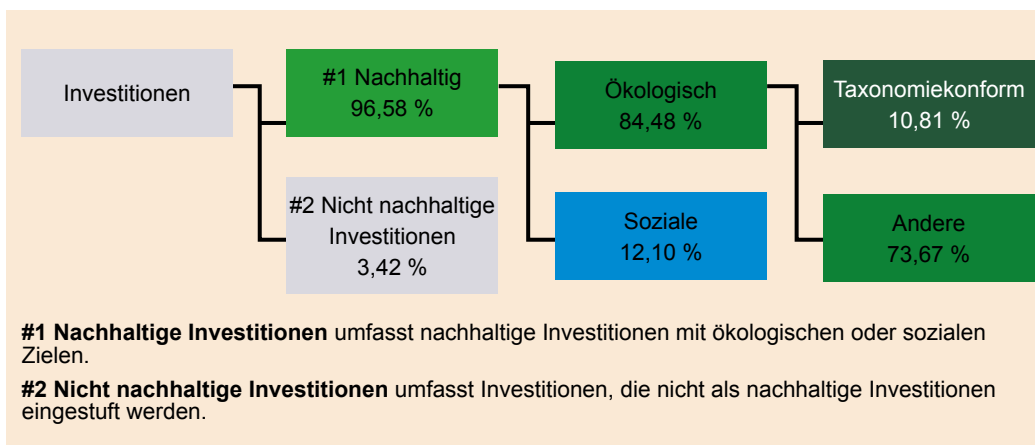 Investitionen
#1 Nachhaltig
96,58 %
Ökologisch
84,48 %
Taxonomiekonform
10,81 %
#2 Nicht nachhaltige
Investitionen
3,42 %
Soziale
12,10 %
Andere
73,67 %
#1 Nachhaltige Investitionen umfasst nachhaltige Investitionen mit ökologischen oder sozialen
Zielen.
#2 Nicht nachhaltige Investitionen umfasst Investitionen, die nicht als nachhaltige Investitionen
eingestuft werden.